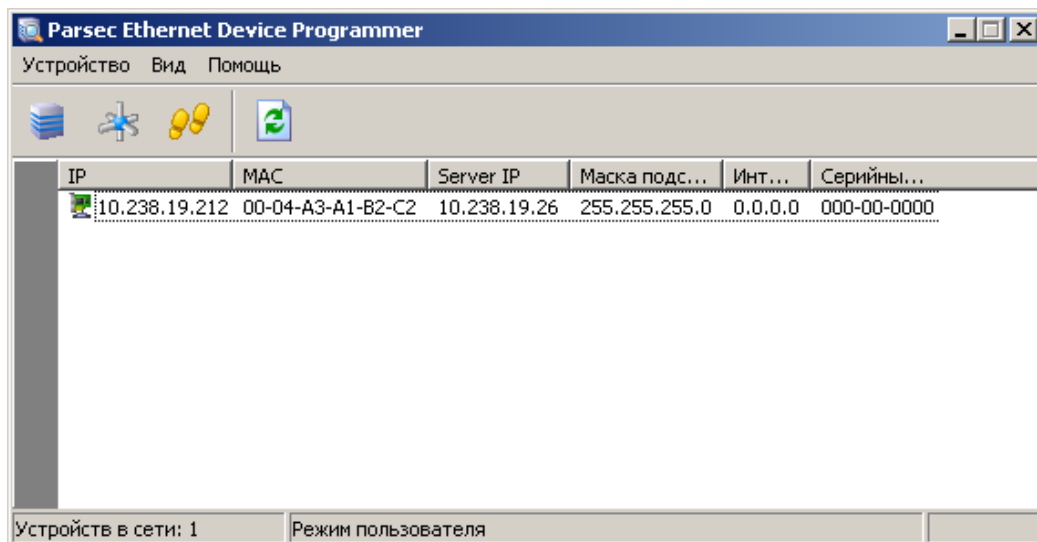 Parsec Ethernet Device Programmer
Устройство Вид Помощь
IP MAC Server IP Маска подс... Инт... Серийны...
10.238.19.212 00-04-A3-A1-B2-C2 10.238.19.26 255.255.255.0 0.0.0.0 000-00-0000
Устройств в сети: 1 Режим пользователя